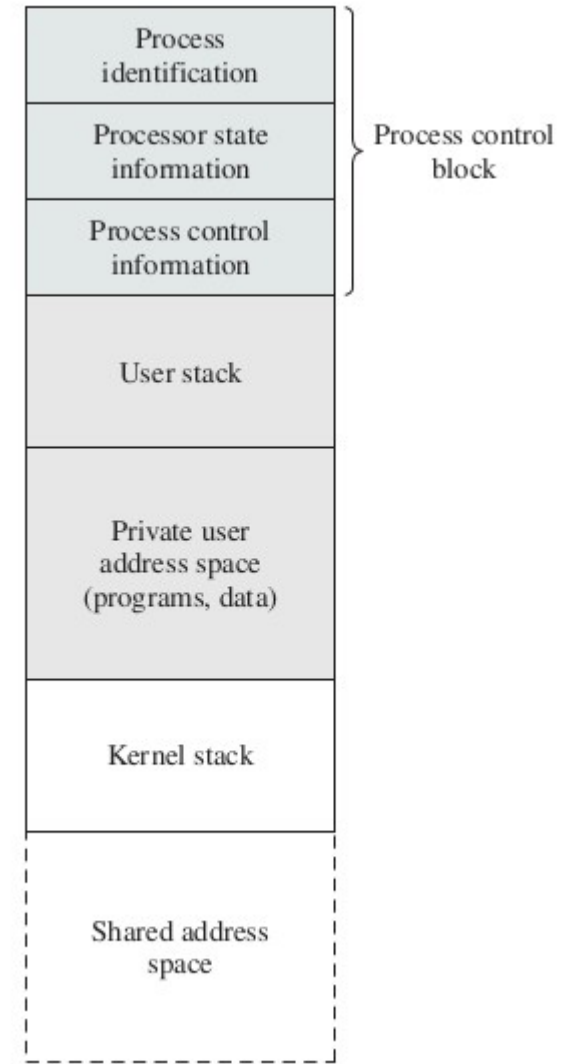 Process
identification
Processor state
information
Process control
information
Process control
block
User stack
Private user
address space
(programs, data)
Kernel stack
Shared address
space